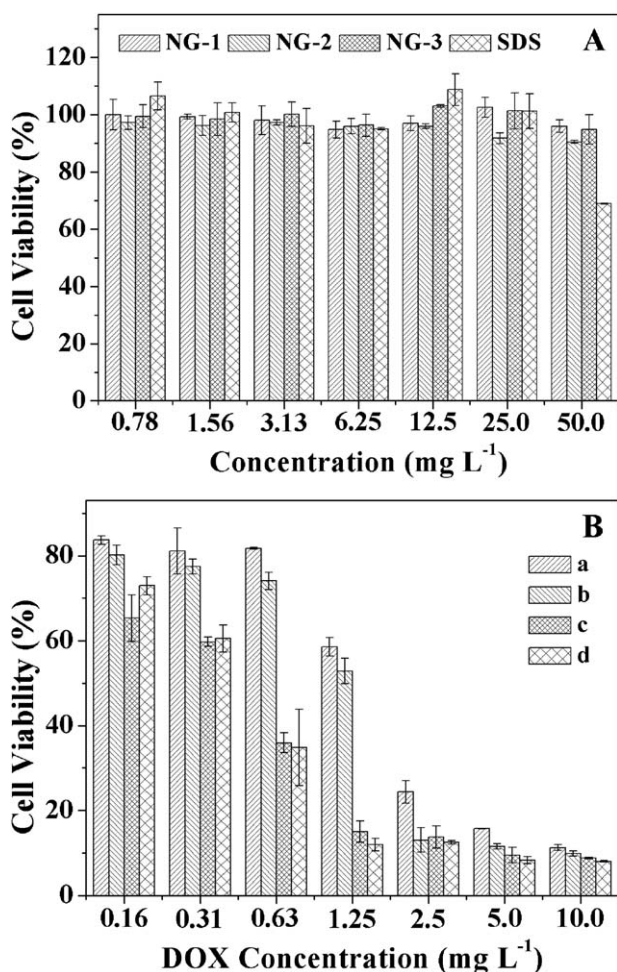 NG-1 NG-2 NG-3 SDS A
120
100
80
60
40
20
0
Cell Viability (%)
0.78 1.56 3.13 6.25 12.5 25.0 50.0
Concentration (mg L⁻¹)
B
a
b
c
d
80
60
40
20
0
Cell Viability (%)
0.16 0.31 0.63 1.25 2.5 5.0 10.0
DOX Concentration (mg L⁻¹)